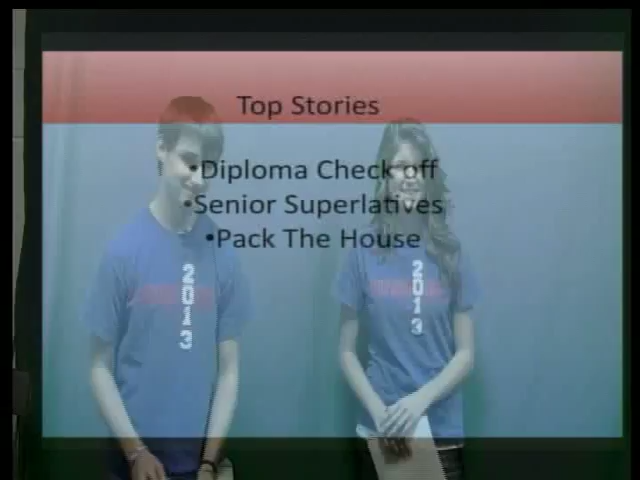 Top Stories
•Diploma Check off
•Senior Superlatives
•Pack The House
2013
2013